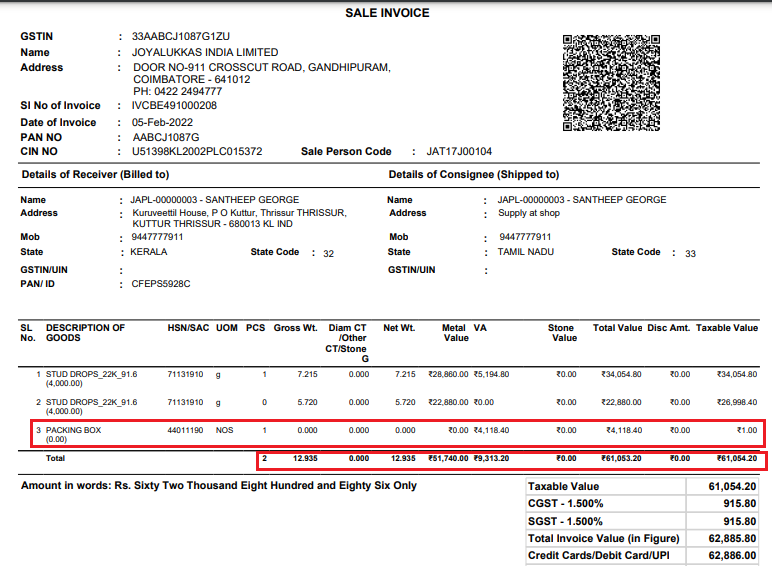 SALE INVOICE
GSTIN : 33AABCJ1087G1ZU
Name : JOYALUKKAS INDIA LIMITED
Address : DOOR NO-911 CROSSCUT ROAD, GANDHIPURAM,
COIMBATORE - 641012
PH: 0422 2494777
SI No of Invoice : IVCBE491000208
Date of Invoice : 05-Feb-2022
PAN NO : AABCJ1087G
CIN NO : U51398KL2002PLC015372 Sale Person Code : JAT17J00104
Details of Receiver (Billed to) Details of Consignee (Shipped to)
Name : JAPL-00000003 - SANTHEEP GEORGE Name : JAPL-00000003 - SANTHEEP GEORGE
Address : Kuruveettil House, P O Kuttur, Thrissur THRISSUR, Address : Supply at shop
KUTTUR THRISSUR - 680013 KL IND
Mob : 9447777911 Mob : 9447777911
State : KERALA State Code : 32 State : TAMIL NADU State Code : 33
GSTIN/UIN : GSTIN/UIN :
PAN/ ID : CFEPS5928C
SL DESCRIPTION OF HSN/SAC UOM PCS Gross Wt. Diam CT Net Wt. Metal VA Stone Total Value Disc Amt. Taxable Value
No. GOODS /Other Value Value
CT/Stone
G
1 STUD DROPS_22K_91.6 71131910 g 1 7.215 0.000 7.215 ₹28,860.00 ₹5,194.80 ₹0.00 ₹34,054.80 ₹0.00 ₹34,054.80
(4,000.00)
2 STUD DROPS_22K_91.6 71131910 g 0 5.720 0.000 5.720 ₹22,880.00 ₹0.00 ₹0.00 ₹22,880.00 ₹0.00 ₹26,998.40
(4,000.00)
3 PACKING BOX 44011190 NOS 1 0.000 0.000 0.000 ₹0.00 ₹4,118.40 ₹0.00 ₹4,118.40 ₹0.00 ₹1.00
(0.00)
Total 2 12.935 0.000 12.935 ₹51,740.00 ₹9,313.20 ₹0.00 ₹61,053.20 ₹0.00 ₹61,054.20
Amount in words: Rs. Sixty Two Thousand Eight Hundred and Eighty Six Only
Taxable Value 61,054.20
CGST - 1.500% 915.80
SGST - 1.500% 915.80
Total Invoice Value (in Figure) 62,885.80
Credit Cards/Debit Card/UPI 62,886.00